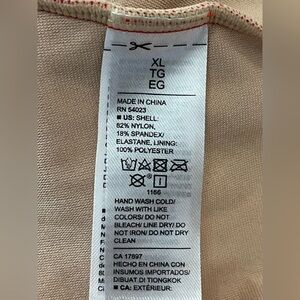 XL
TG
EG
MADE IN CHINA
RN 54023
■ US: SHELL:
82% NYLON,
18% SPANDEX/
ELASTANE, LINING:
100% POLYESTER
1166
HAND WASH COLD/
WASH WITH LIKE
COLORS/ DO NOT
BLEACH/ LINE DRY/ DO
NOT IRON/ DO NOT DRY
CLEAN
CA 17897
HECHO EN CHINA CON
INSUMOS IMPORTADOS/
DIBUAT DI TIONGKOK
■ CA: EXTÉRIEUR: